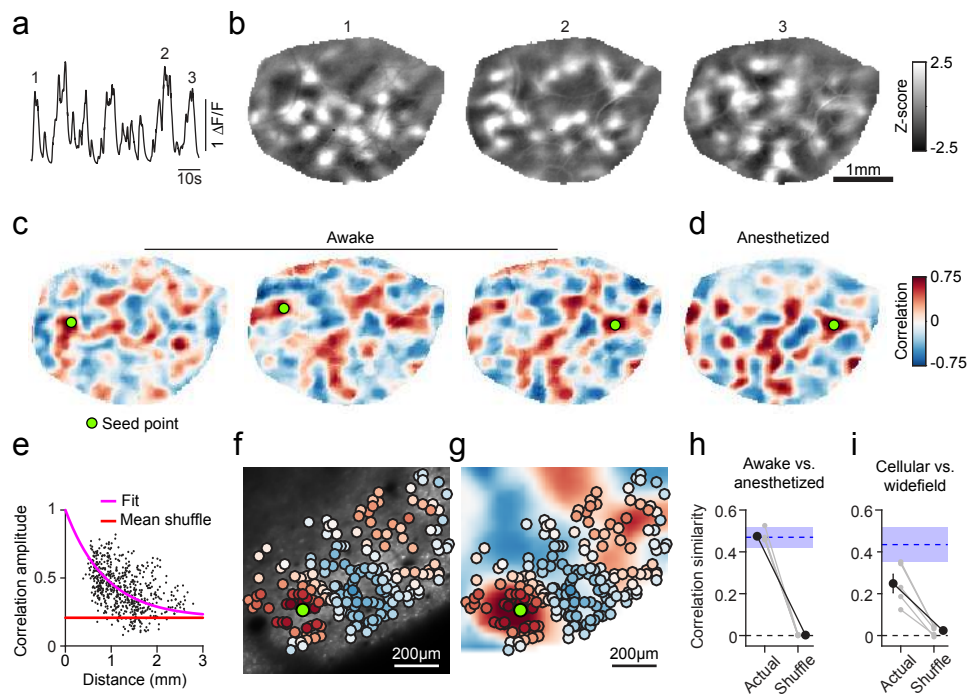 a
1
2
3
1 ΔF/F
10s
b
1
2
3
2.5
Z-score
-2.5
1mm
c
Awake
d
Anesthetized
0.75
Correlation
0
-0.75
Seed point
e
Fit
Mean shuffle
Correlation amplitude
1
0.5
0
0
1
2
3
Distance (mm)
f
200μm
g
200μm
h
Awake vs.
anesthetized
Correlation similarity
0.6
0.4
0.2
0
Actual
Shuffle
i
Cellular vs.
widefield
0.6
0.4
0.2
0
Actual
Shuffle